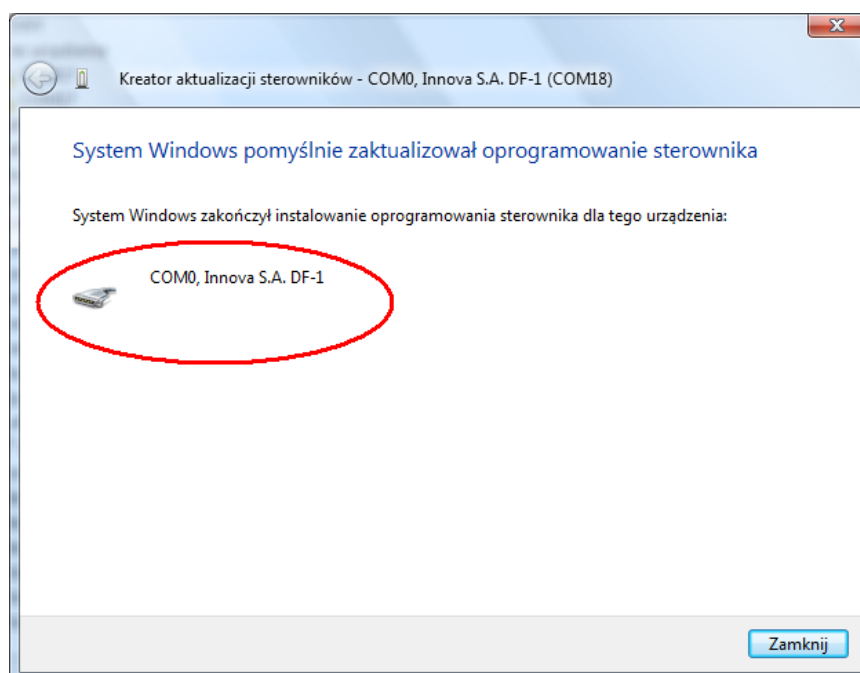 Kreator aktualizacji sterowników - COM0, Innova S.A. DF-1 (COM18)
System Windows pomyślnie zaktualizował oprogramowanie sterownika
System Windows zakończył instalowanie oprogramowania sterownika dla tego urządzenia:
COM0, Innova S.A. DF-1
Zamknij